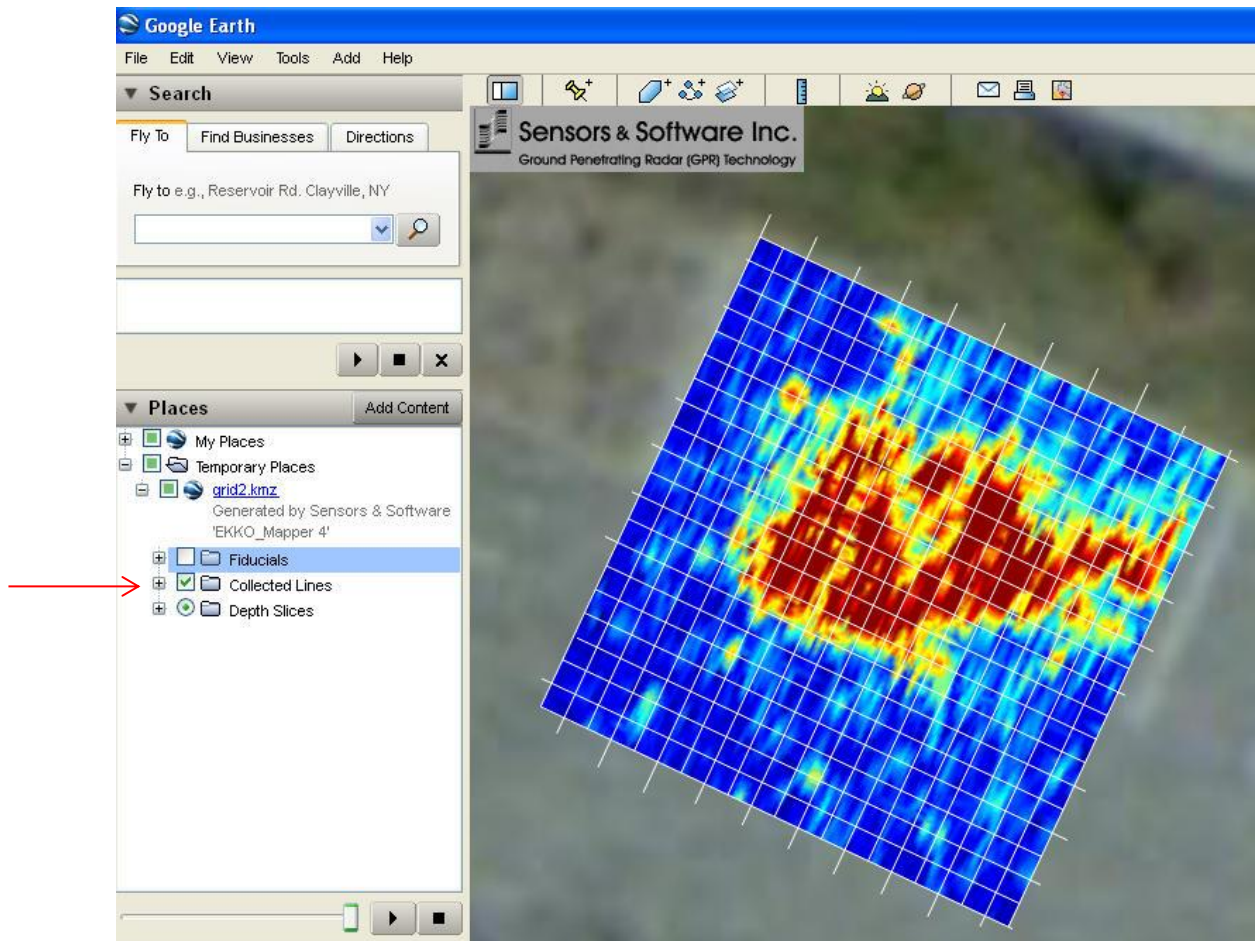 Google Earth
File Edit View Tools Add Help
Search
Fly To Find Businesses Directions
Fly to e.g., Reservoir Rd. Clayville, NY
Places Add Content
My Places
Temporary Places
grid2.kmz
Generated by Sensors & Software
'EKKO_Mapper 4'
Fiducials
Collected Lines
Depth Slices
Sensors & Software Inc.
Ground Penetrating Radar (GPR) Technology